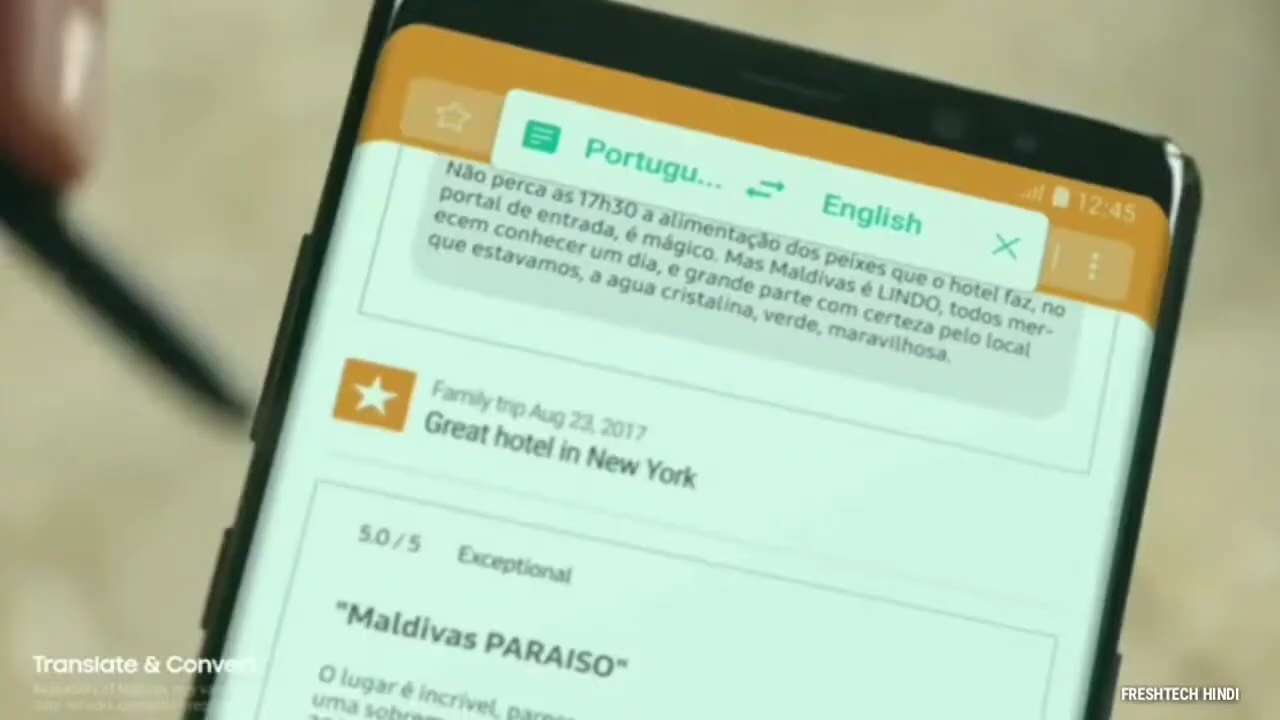 Portugu...
English
12:45
Não perca as 17h30 a alimentação dos peixes que o hotel faz, no
portal de entrada, é mágico. Mas Maldivas é LINDO, todos mer-
ecem conhecer um dia, e grande parte com certeza pelo local
que estavamos, a agua cristalina, verde, maravilhosa.
Family trip Aug 23, 2017
Great hotel in New York
5.0 / 5 Exceptional
"Maldivas PARAISO"
O lugar é incrivel,
uma
Translate & Convert
FRESHTECH HINDI